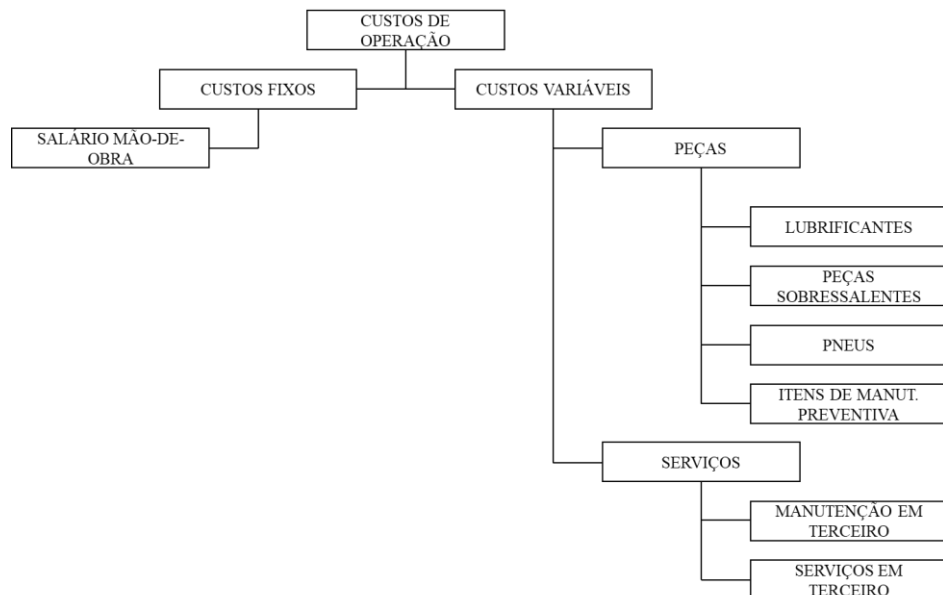 CUSTOS DE
OPERAÇÃO
CUSTOS FIXOS
CUSTOS VARIÁVEIS
SALÁRIO MÃO-DE-
OBRA
PEÇAS
LUBRIFICANTES
PEÇAS
SOBRESSALENTES
PNEUS
ITENS DE MANUT.
PREVENTIVA
SERVIÇOS
MANUTENÇÃO EM
TERCEIRO
SERVIÇOS EM
TERCEIRO